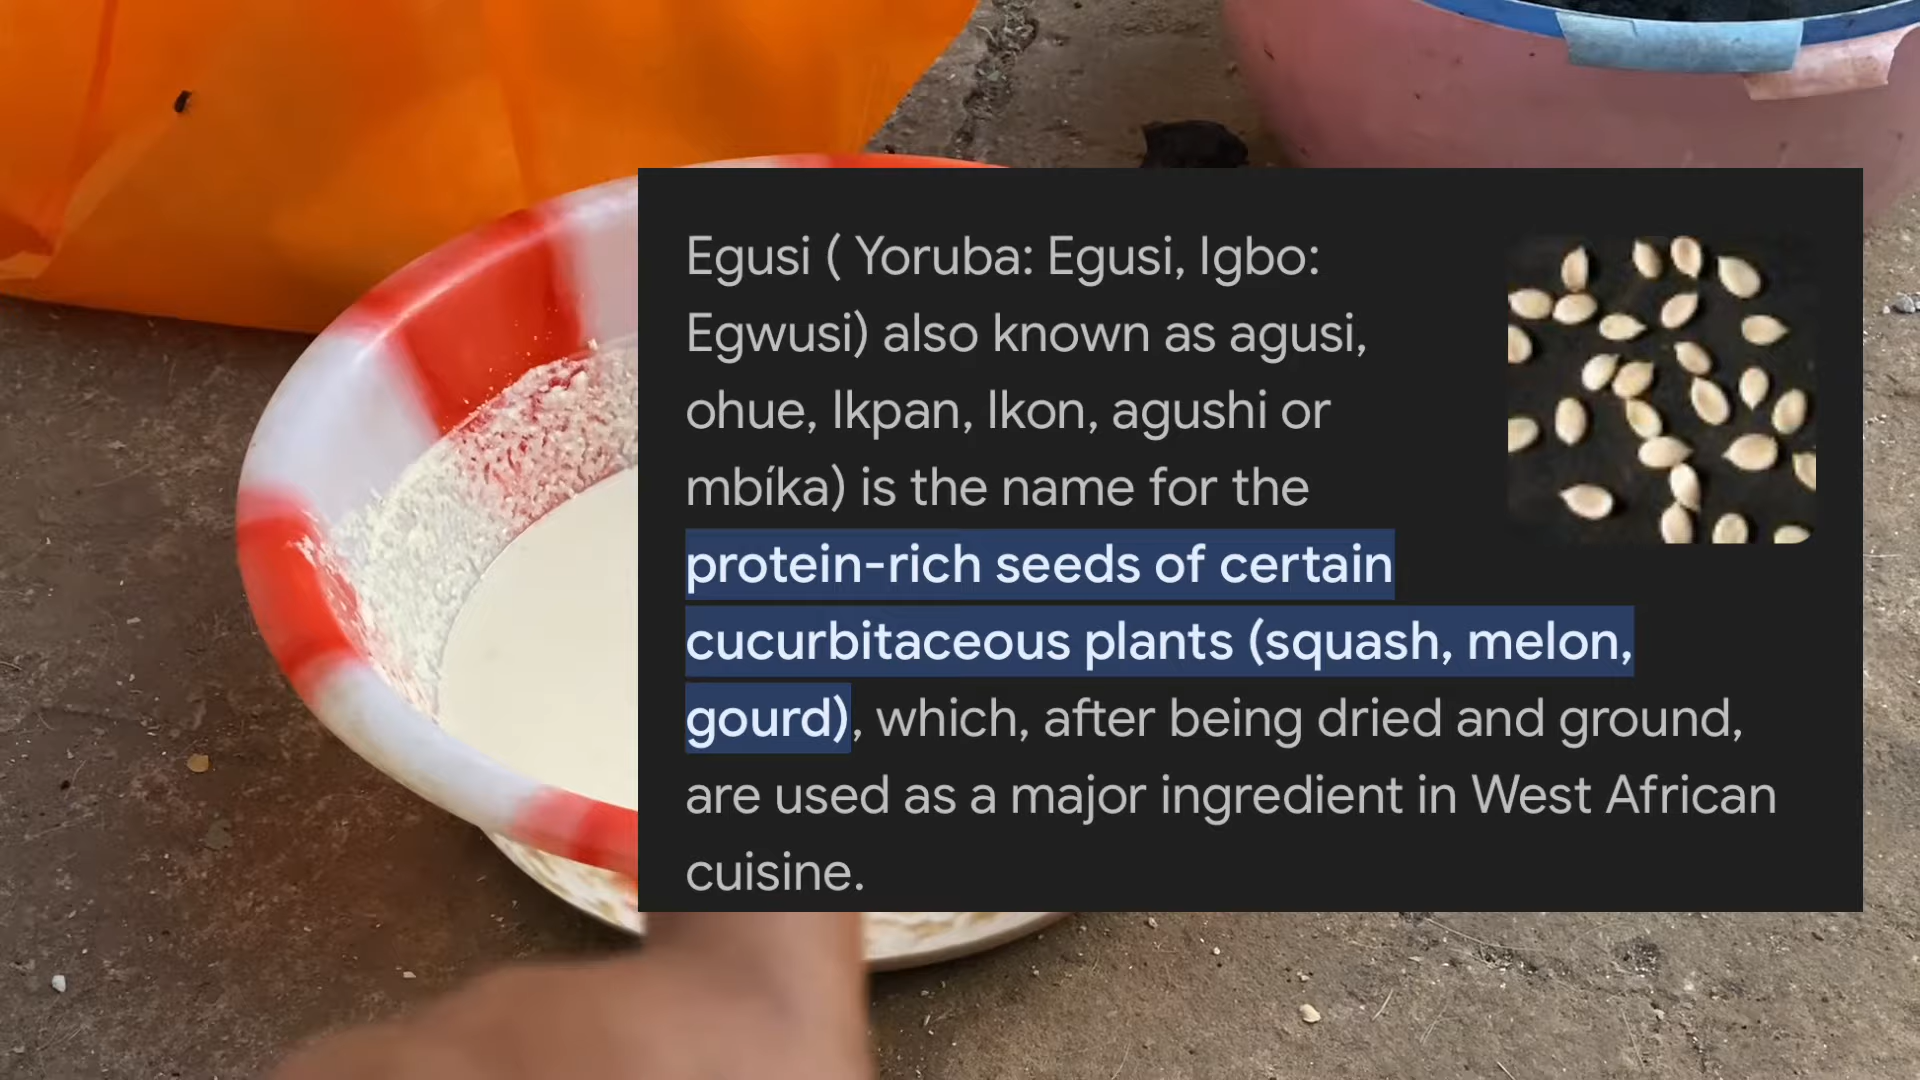 Egusi ( Yoruba: Egusi, Igbo:
Egwusi) also known as agusi,
ohue, Ikpan, Ikon, agushi or
mbíka) is the name for the
protein-rich seeds of certain
cucurbitaceous plants (squash, melon,
gourd), which, after being dried and ground,
are used as a major ingredient in West African
cuisine.